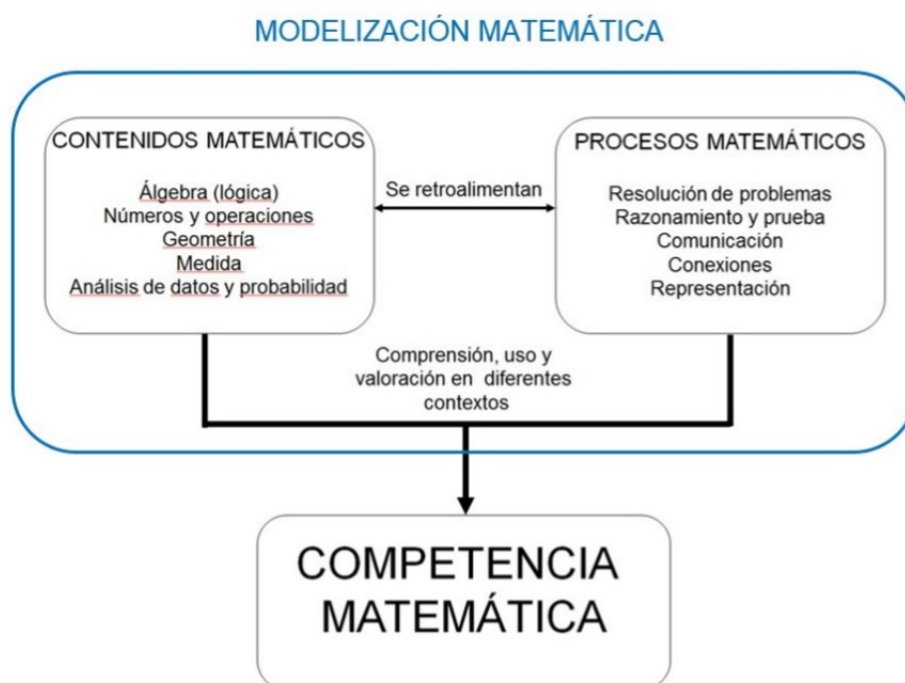 MODELIZACIÓN MATEMÁTICA
CONTENIDOS MATEMÁTICOS
Álgebra (lógica)
Números y operaciones
Geometría
Medida
Análisis de datos y probabilidad
Se retroalimentan
PROCESOS MATEMÁTICOS
Resolución de problemas
Razonamiento y prueba
Comunicación
Conexiones
Representación
Comprensión, uso y
valoración en diferentes
contextos
COMPETENCIA
MATEMÁTICA